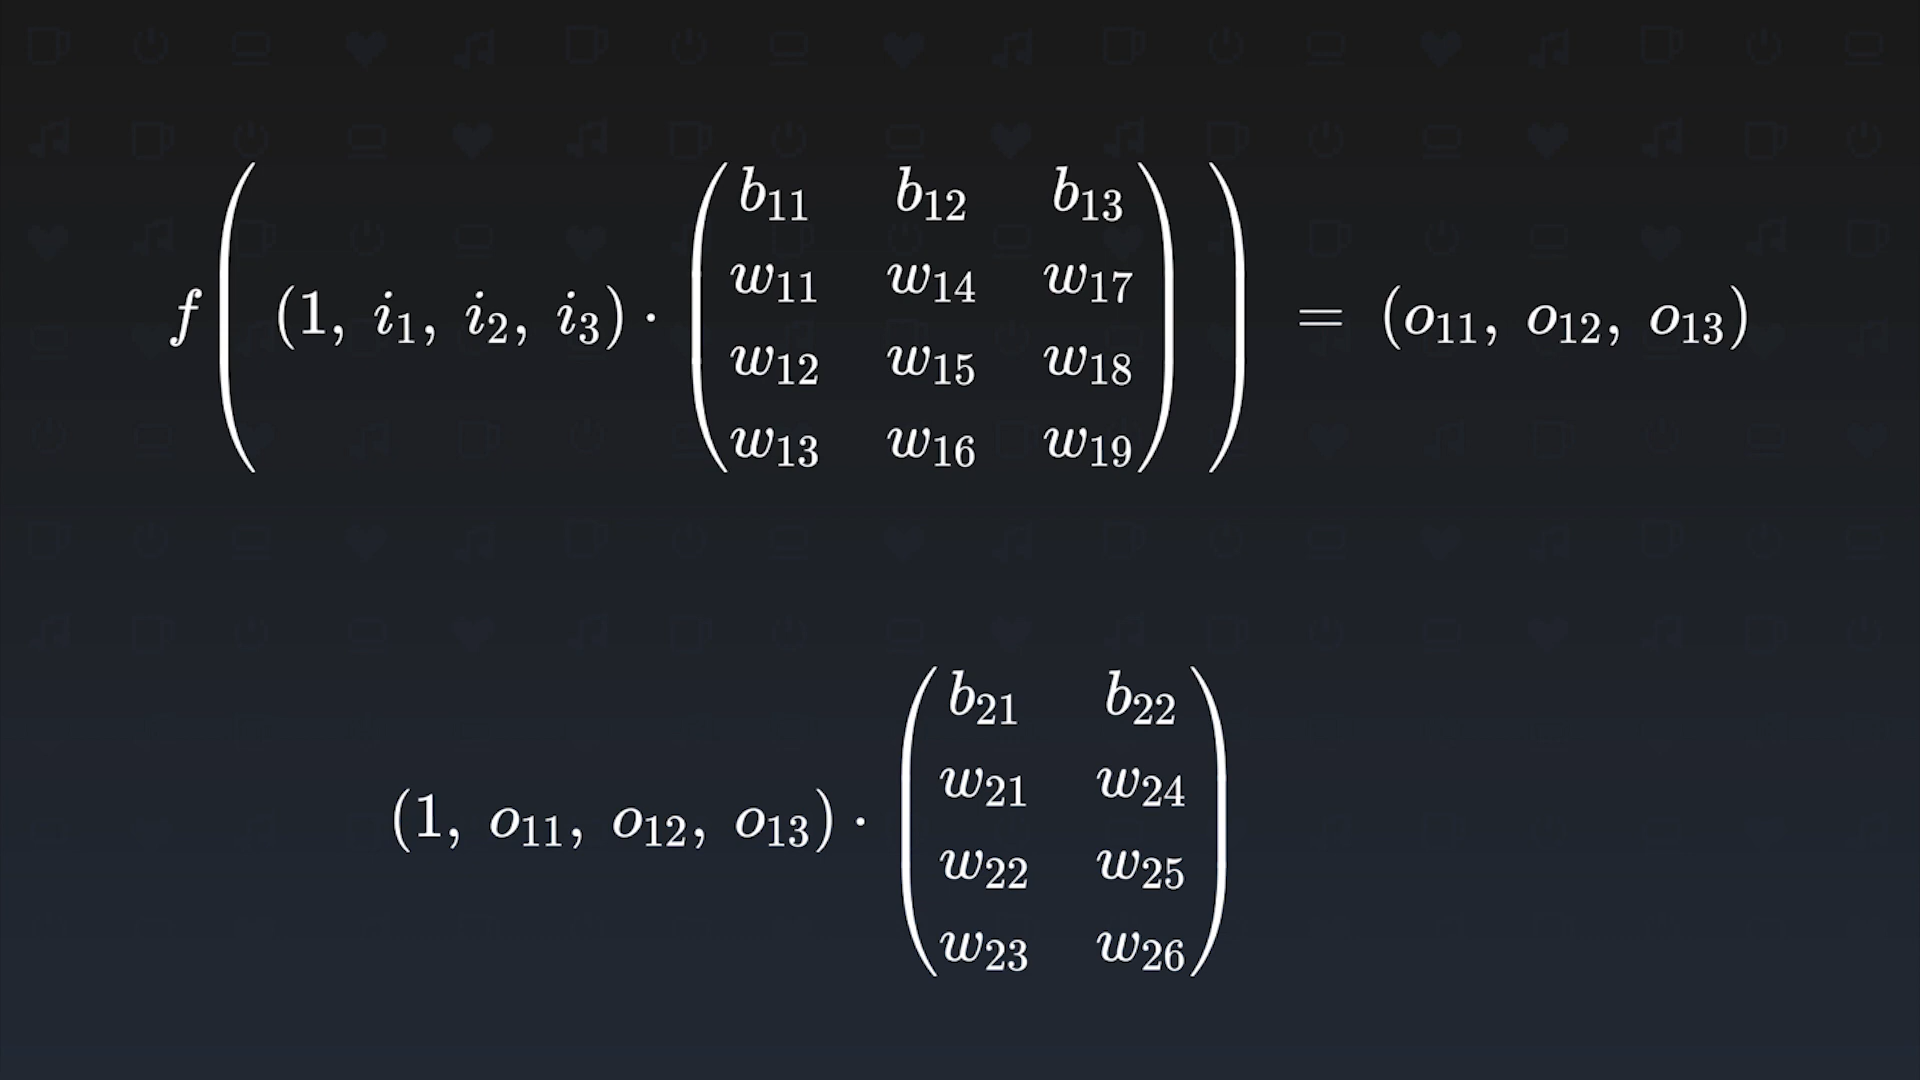 f( (1, i₁, i₂, i₃) · ( b₁₁ b₁₂ b₁₃
w₁₁ w₁₄ w₁₇
w₁₂ w₁₅ w₁₈
w₁₃ w₁₆ w₁₉ ) ) = (o₁₁, o₁₂, o₁₃)
(1, o₁₁, o₁₂, o₁₃) · ( b₂₁ b₂₂
w₂₁ w₂₄
w₂₂ w₂₅
w₂₃ w₂₆ )